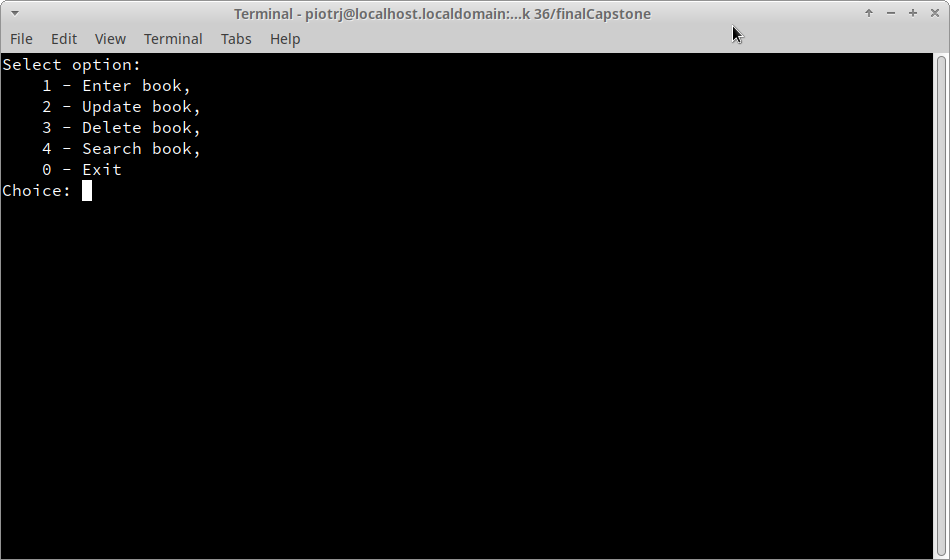 Terminal - piotrj@localhost.localdomain:...k 36/finalCapstone
File Edit View Terminal Tabs Help
Select option:
    1 - Enter book,
    2 - Update book,
    3 - Delete book,
    4 - Search book,
    0 - Exit
Choice: